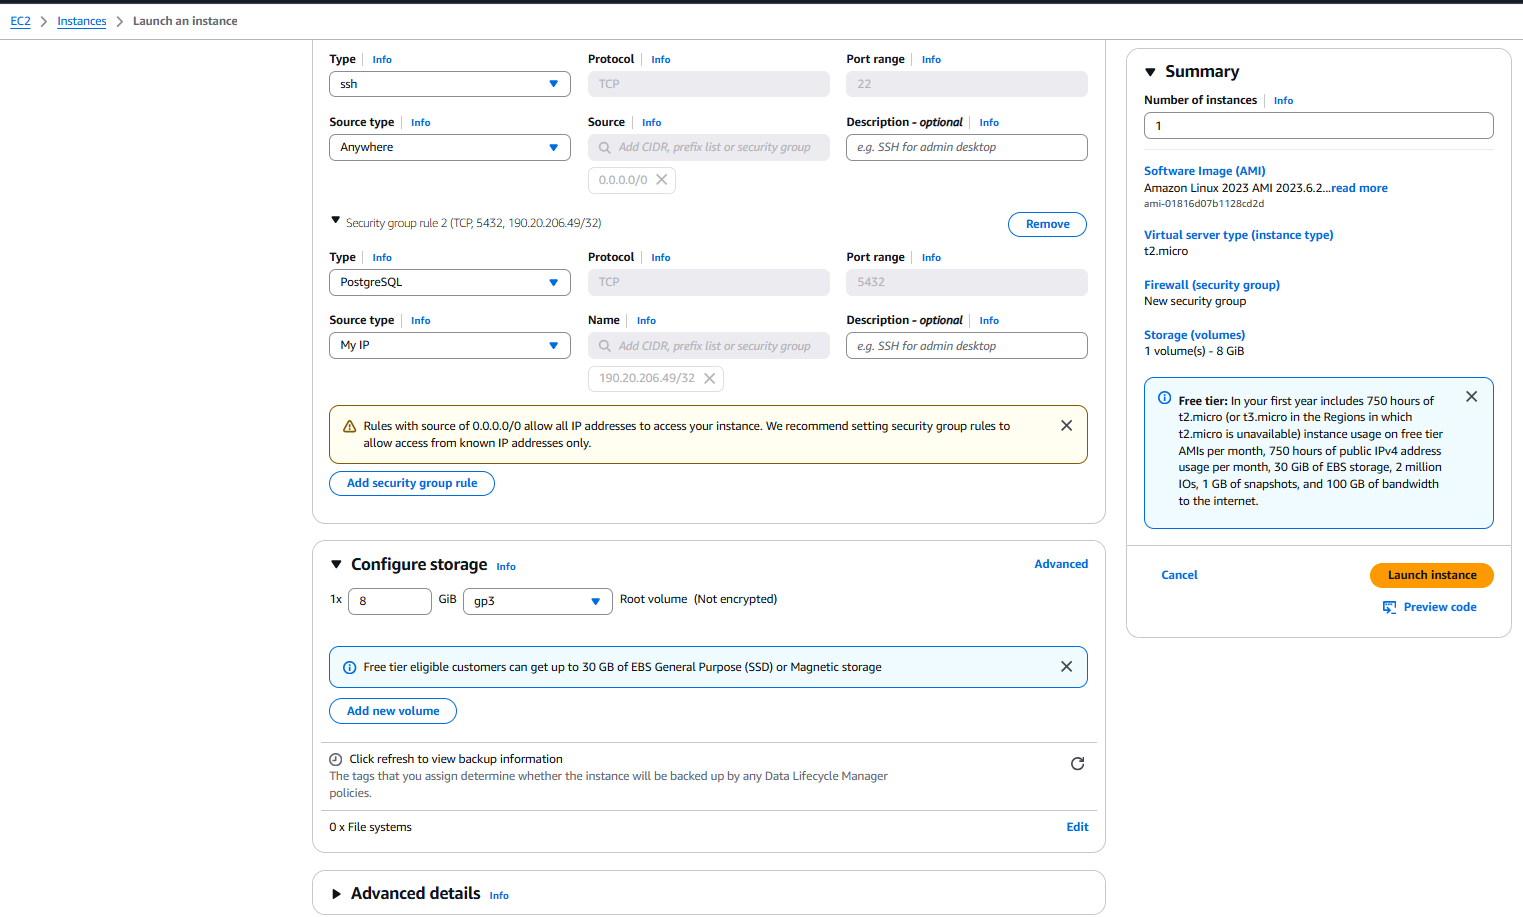 EC2 > Instances > Launch an instance
Type Info Protocol Info Port range Info
ssh TCP 22
Source type Info Source Info Description - optional Info
Anywhere Add CIDR, prefix list or security group e.g. SSH for admin desktop
0.0.0.0/0
Security group rule 2 (TCP, 5432, 190.20.206.49/32) Remove
Type Info Protocol Info Port range Info
PostgreSQL TCP 5432
Source type Info Name Info Description - optional Info
My IP Add CIDR, prefix list or security group e.g. SSH for admin desktop
190.20.206.49/32
Rules with source of 0.0.0.0/0 allow all IP addresses to access your instance. We recommend setting security group rules to
allow access from known IP addresses only.
Add security group rule
Configure storage Info Advanced
1x 8 GiB gp3 Root volume (Not encrypted)
Free tier eligible customers can get up to 30 GB of EBS General Purpose (SSD) or Magnetic storage
Add new volume
Click refresh to view backup information
The tags that you assign determine whether the instance will be backed up by any Data Lifecycle Manager
policies.
0 x File systems Edit
Advanced details Info
Summary
Number of instances Info
1
Software Image (AMI)
Amazon Linux 2023 AMI 2023.6.2...read more
ami-01816d07b1128cd2d
Virtual server type (instance type)
t2.micro
Firewall (security group)
New security group
Storage (volumes)
1 volume(s) - 8 GiB
Free tier: In your first year includes 750 hours of
t2.micro (or t3.micro in the Regions in which
t2.micro is unavailable) instance usage on free tier
AMIs per month, 750 hours of public IPv4 address
usage per month, 30 GiB of EBS storage, 2 million
IOs, 1 GB of snapshots, and 100 GB of bandwidth
to the internet.
Cancel Launch instance
Preview code